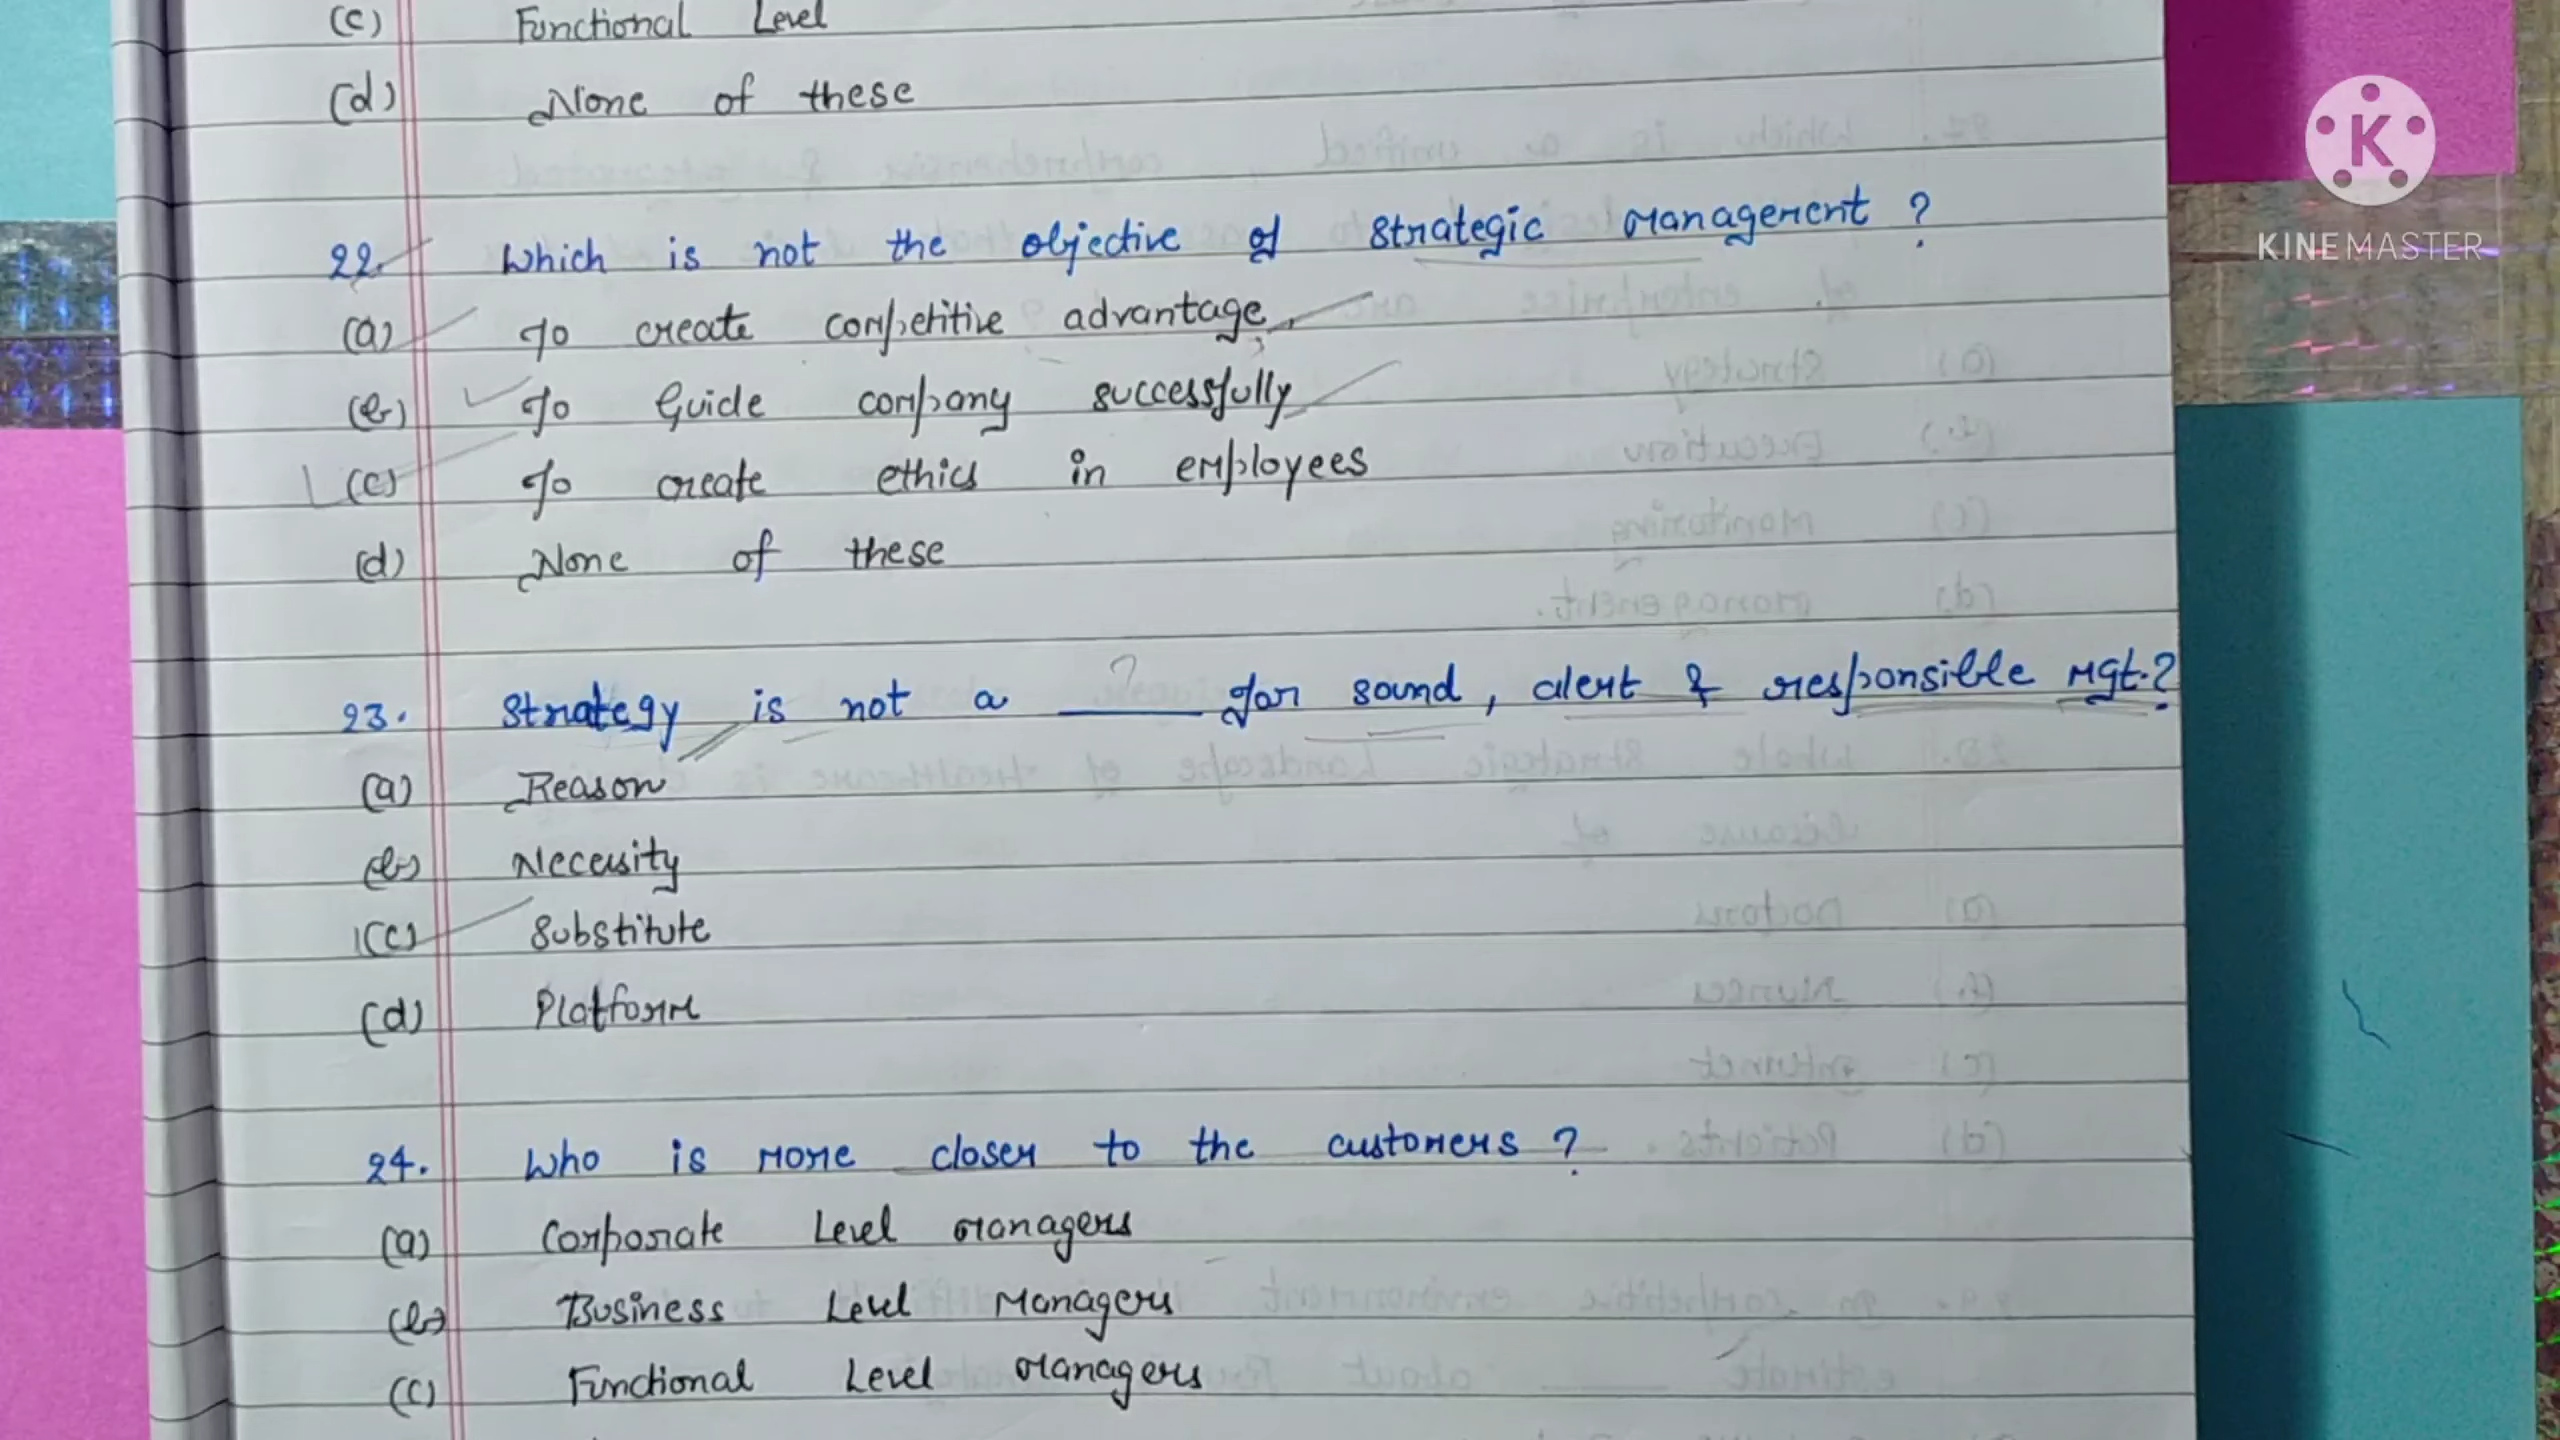 (c) Functional Level
(d) None of these
22. Which is not the objective of Strategic Management ?
(a) To create competitive advantage,
(b) To Guide company successfully
(c) To create ethics in employees
(d) None of these
23. Strategy is not a ? ____ for sound, alert & responsible Mgt.?
(a) Reason
(b) Necessity
(c) Substitute
(d) Platform
24. Who is more closer to the customers ?
(a) Corporate Level Managers
(b) Business Level Managers
(c) Functional Level Managers
K
KINEMASTER